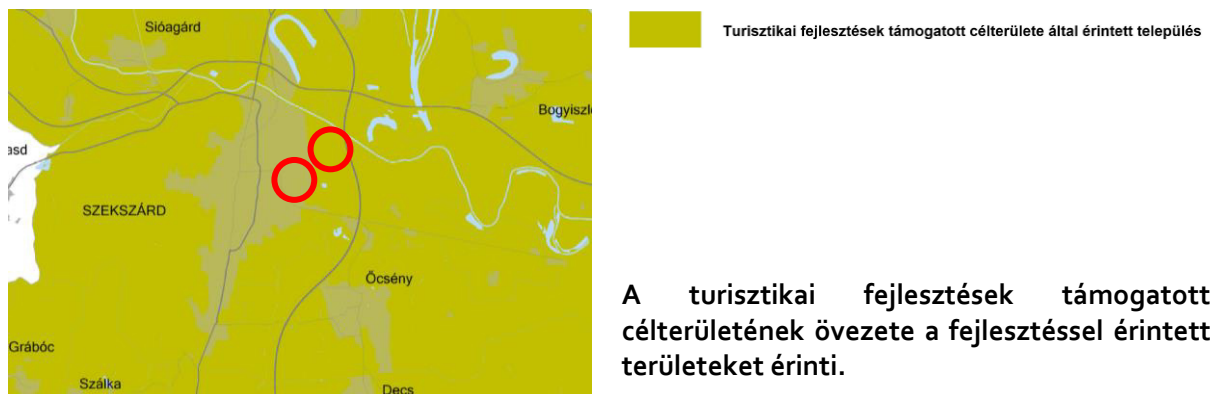 Sióagárd
Bogyiszl
asd
SZEKSZÁRD
Őcsény
Grábóc
Szálka
Decs
Turisztikai fejlesztések támogatott célterülete által érintett település
A turisztikai fejlesztések támogatott
célterületének övezete a fejlesztéssel érintett
területeket érinti.